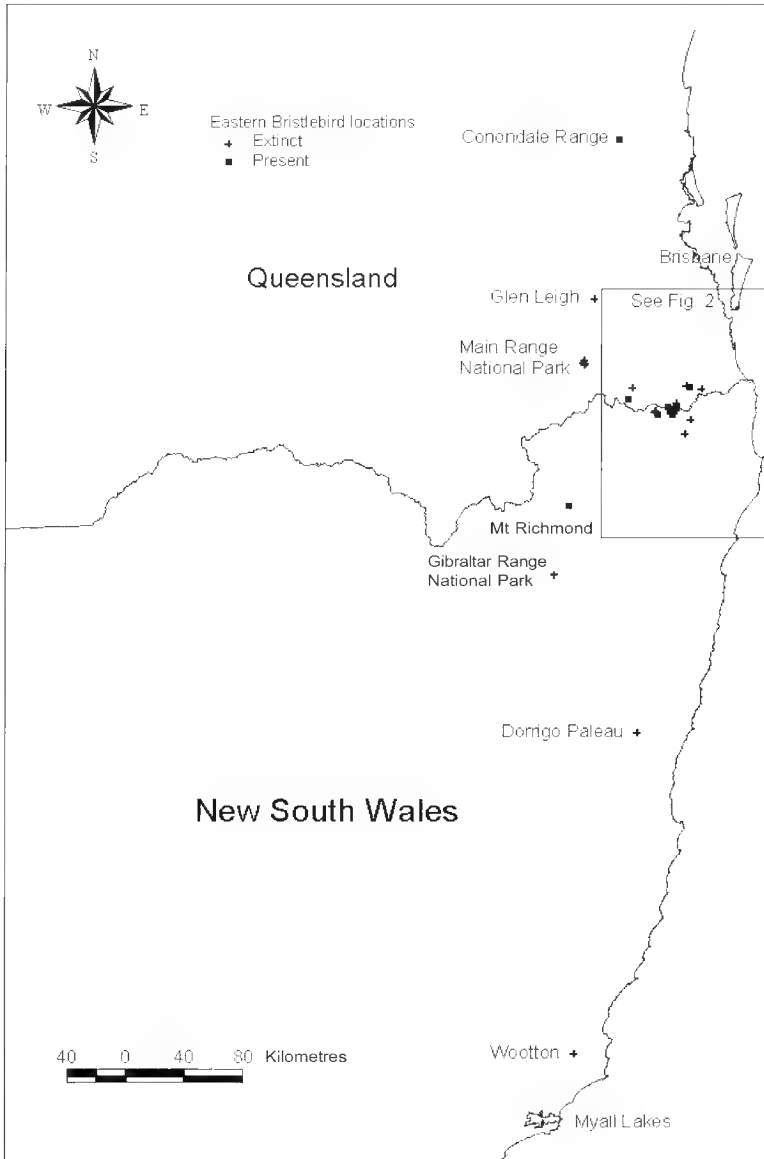 N
W E
S
Eastern Bristlebird locations
Extinct
Present
Conondale Range
Brisbane
Queensland
Glen Leigh
See Fig. 2
Main Range
National Park
Mt Richmond
Gibraltar Range
National Park
Dorrigo Paleau
New South Wales
40 0 40 80 Kilometres
Wootton
Myall Lakes